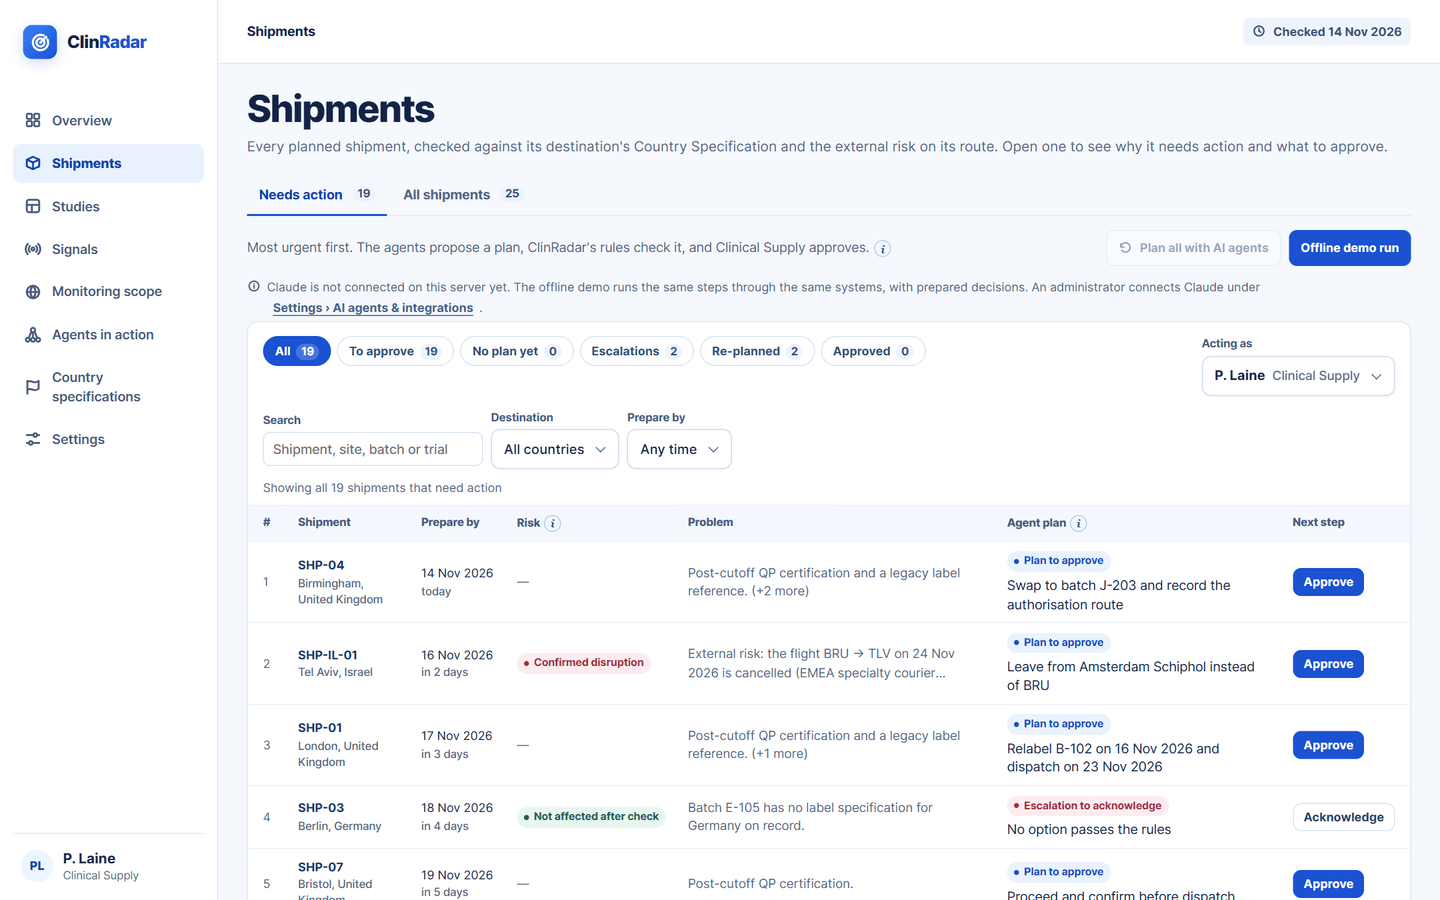 ClinRadar
Overview
Shipments
Studies
Signals
Monitoring scope
Agents in action
Country
specifications
Settings
PL
P. Laine
Clinical Supply
Shipments
Checked 14 Nov 2026
Shipments
Every planned shipment, checked against its destination's Country Specification and the external risk on its route. Open one to see why it needs action and what to approve.
Needs action 19
All shipments 25
Most urgent first. The agents propose a plan, ClinRadar's rules check it, and Clinical Supply approves. i
Plan all with AI agents
Offline demo run
Claude is not connected on this server yet. The offline demo runs the same steps through the same systems, with prepared decisions. An administrator connects Claude under
Settings › AI agents & integrations .
All 19
To approve 19
No plan yet 0
Escalations 2
Re-planned 2
Approved 0
Acting as
P. Laine Clinical Supply
Search
Shipment, site, batch or trial
Destination
All countries
Prepare by
Any time
Showing all 19 shipments that need action
# Shipment Prepare by Risk i Problem Agent plan i Next step
1
SHP-04
Birmingham,
United Kingdom
14 Nov 2026
today
—
Post-cutoff QP certification and a legacy label
reference. (+2 more)
Plan to approve
Swap to batch J-203 and record the
authorisation route
Approve
2
SHP-IL-01
Tel Aviv, Israel
16 Nov 2026
in 2 days
Confirmed disruption
External risk: the flight BRU → TLV on 24 Nov
2026 is cancelled (EMEA specialty courier...
Plan to approve
Leave from Amsterdam Schiphol instead
of BRU
Approve
3
SHP-01
London, United
Kingdom
17 Nov 2026
in 3 days
—
Post-cutoff QP certification and a legacy label
reference. (+1 more)
Plan to approve
Relabel B-102 on 16 Nov 2026 and
dispatch on 23 Nov 2026
Approve
4
SHP-03
Berlin, Germany
18 Nov 2026
in 4 days
Not affected after check
Batch E-105 has no label specification for
Germany on record.
Escalation to acknowledge
No option passes the rules
Acknowledge
5
SHP-07
Bristol, United
Kingdom
19 Nov 2026
in 5 days
—
Post-cutoff QP certification.
Plan to approve
Proceed and confirm before dispatch
Approve